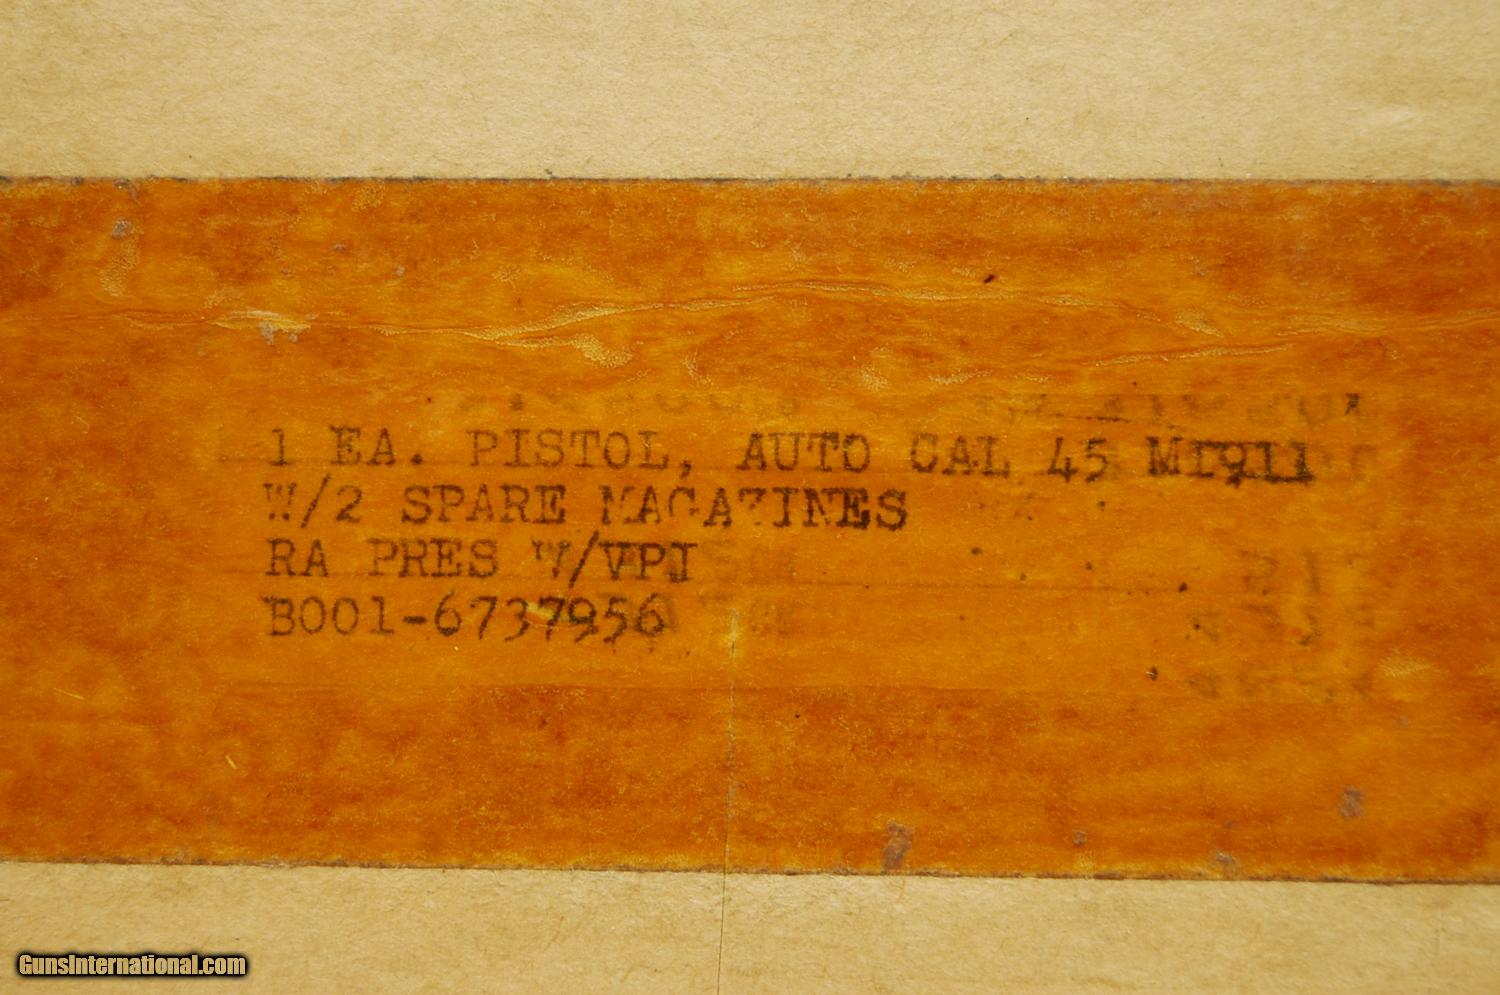 1 EA. PISTOL, AUTO CAL 45 M1911
W/2 SPARE MAGAZINES
RA PRES W/VPI
B001-6737956
GunsInternational.com